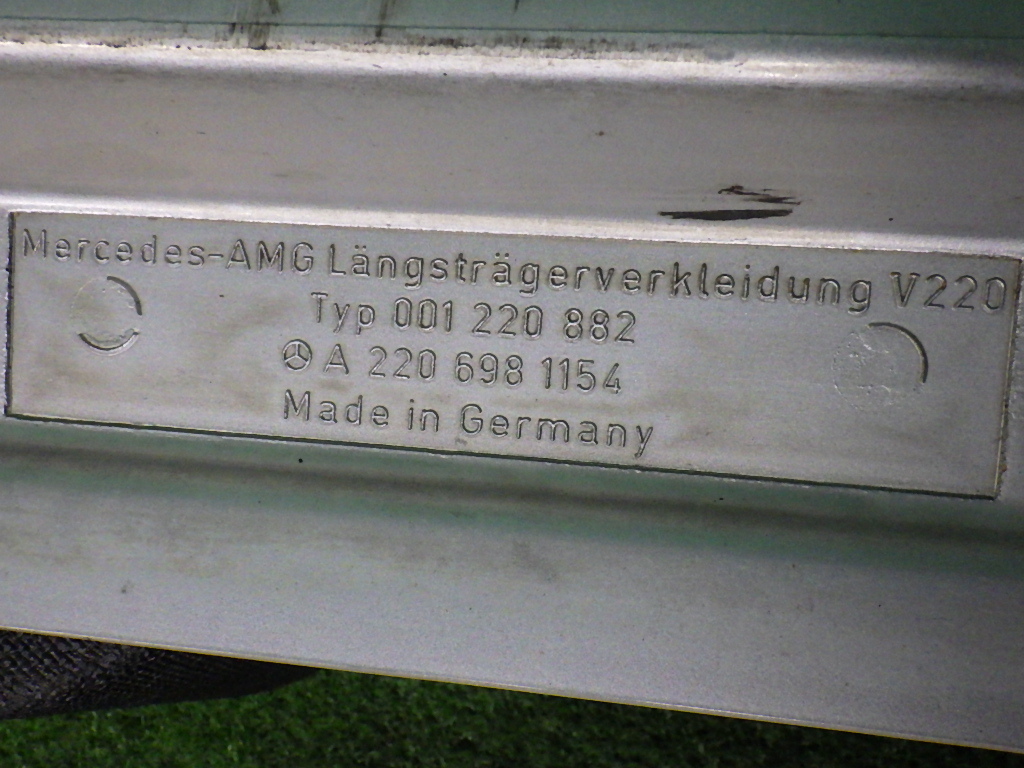 Mercedes-AMG Längsträgerverkleidung V220
Typ 001 220 882
A 220 698 1154
Made in Germany